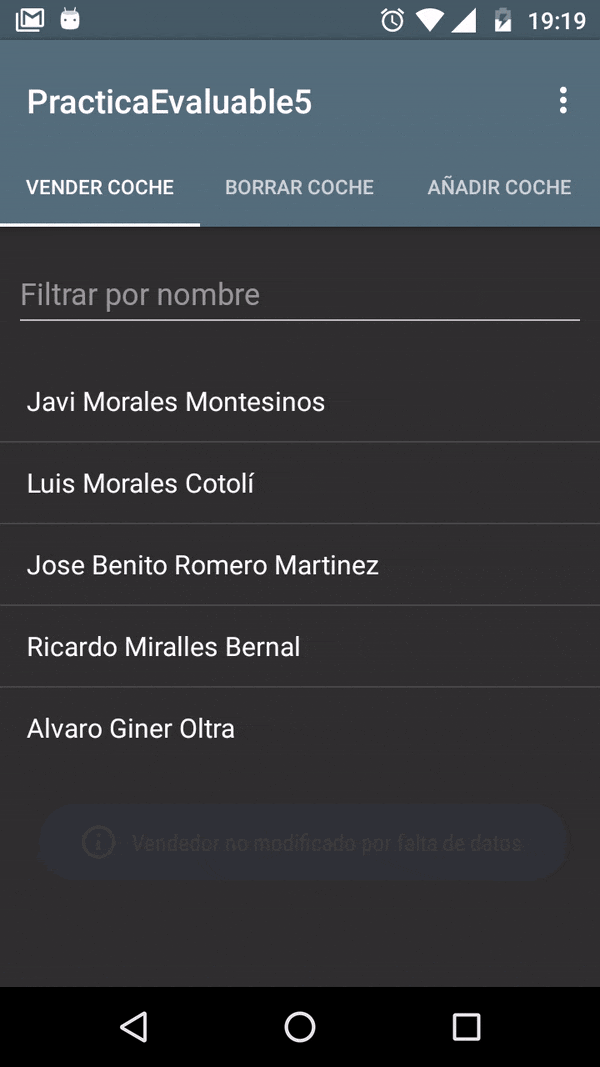 19:19
PracticaEvaluable5
VENDER COCHE BORRAR COCHE AÑADIR COCHE
Filtrar por nombre
Javi Morales Montesinos
Luis Morales Cotolí
Jose Benito Romero Martinez
Ricardo Miralles Bernal
Alvaro Giner Oltra
Vendedor no modificado por falta de datos